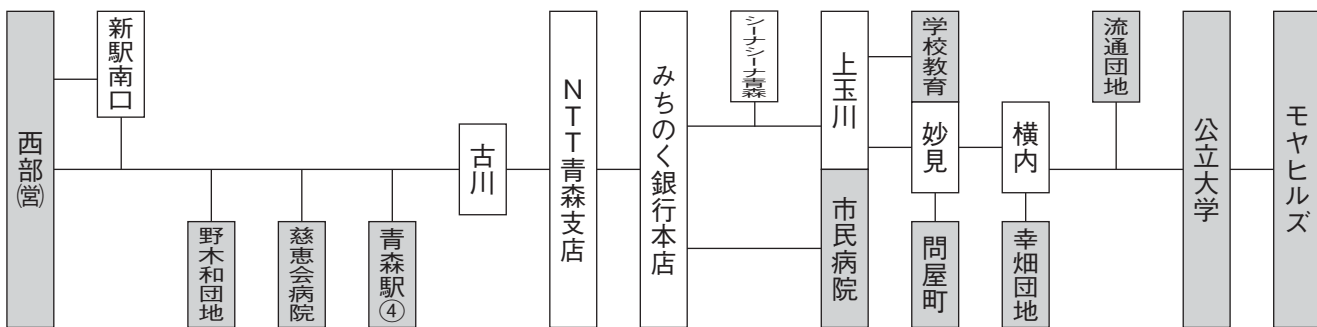 西部㈺
新駅南口
野木和団地
慈恵会病院
青森駅④
古川
NTT青森支店
みちのく銀行本店
シーナシーナ青森
上玉川
市民病院
学校教育
妙見
問屋町
横内
幸畑団地
流通団地
公立大学
モヤヒルズ